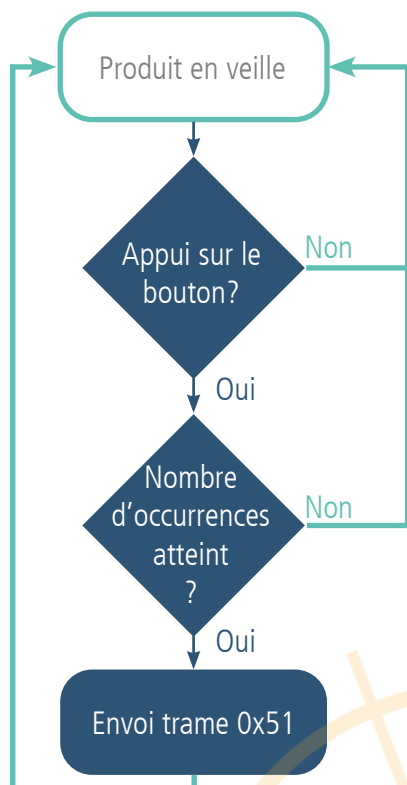 Produit en veille
Appui sur le
bouton?
Non
Oui
Nombre
d’occurrences
atteint
?
Non
Oui
Envoi trame 0x51